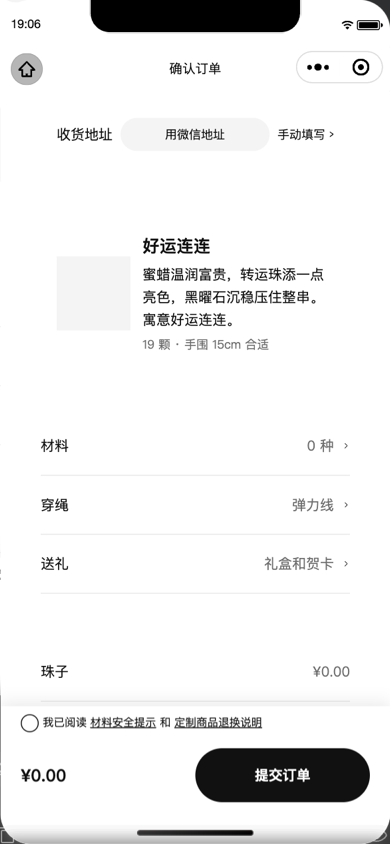 19:06
确认订单
收货地址 用微信地址 手动填写 >
好运连连
蜜蜡温润富贵，转运珠添一点
亮色，黑曜石沉稳压住整串。
寓意好运连连。
19 颗 · 手围 15cm 合适
材料 0 种 >
穿绳 弹力线 >
送礼 礼盒和贺卡 >
珠子 ¥0.00
我已阅读 材料安全提示 和 定制商品退换说明
¥0.00 提交订单